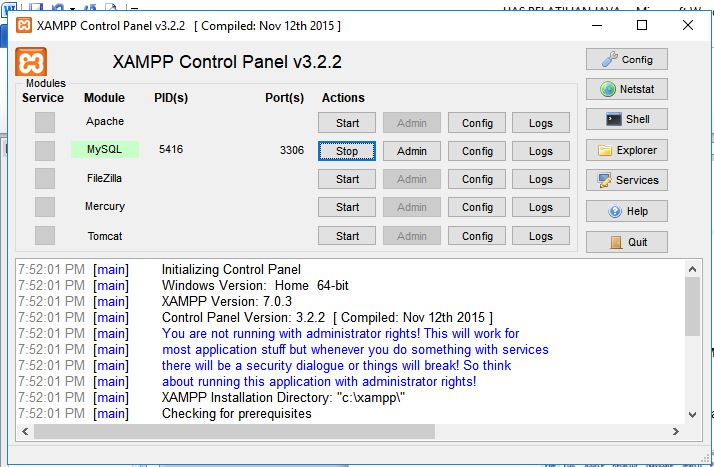 XAMPP Control Panel v3.2.2 [ Compiled: Nov 12th 2015 ]
XAMPP Control Panel v3.2.2
Modules
Service Module PID(s) Port(s) Actions
Apache Start Admin Config Logs
MySQL 5416 3306 Stop Admin Config Logs
FileZilla Start Admin Config Logs
Mercury Start Admin Config Logs
Tomcat Start Admin Config Logs
Config
Netstat
Shell
Explorer
Services
Help
Quit
7:52:01 PM [main] Initializing Control Panel
7:52:01 PM [main] Windows Version: Home 64-bit
7:52:01 PM [main] XAMPP Version: 7.0.3
7:52:01 PM [main] Control Panel Version: 3.2.2 [ Compiled: Nov 12th 2015 ]
7:52:01 PM [main] You are not running with administrator rights! This will work for
7:52:01 PM [main] most application stuff but whenever you do something with services
7:52:01 PM [main] there will be a security dialogue or things will break! So think
7:52:01 PM [main] about running this application with administrator rights!
7:52:01 PM [main] XAMPP Installation Directory: "c:\xampp\"
7:52:01 PM [main] Checking for prerequisites